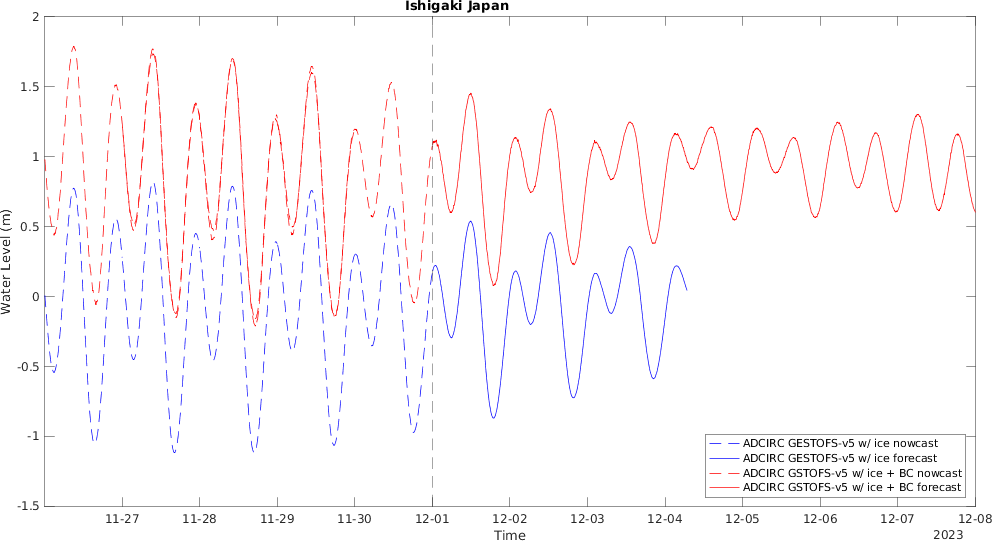 Ishigaki Japan
2
1.5
1
0.5
0
-0.5
-1
-1.5
Water Level (m)
11-27 11-28 11-29 11-30 12-01 12-02 12-03 12-04 12-05 12-06 12-07 12-08
Time
2023
ADCIRC GESTOFS-v5 w/ ice nowcast
ADCIRC GESTOFS-v5 w/ ice forecast
ADCIRC GSTOFS-v5 w/ ice + BC nowcast
ADCIRC GSTOFS-v5 w/ ice + BC forecast